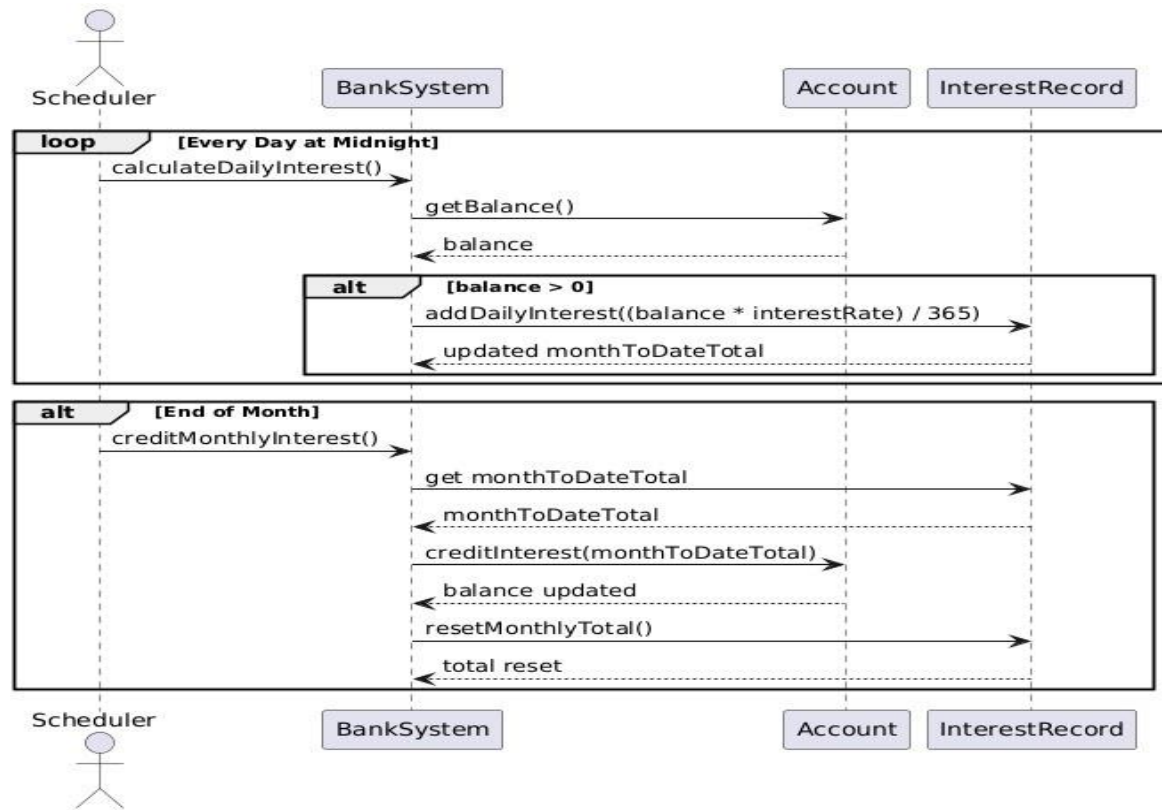 Scheduler
BankSystem
Account
InterestRecord
loop [Every Day at Midnight]
calculateDailyInterest()
getBalance()
balance
alt [balance > 0]
addDailyInterest((balance * interestRate) / 365)
updated monthToDateTotal
alt [End of Month]
creditMonthlyInterest()
get monthToDateTotal
monthToDateTotal
creditInterest(monthToDateTotal)
balance updated
resetMonthlyTotal()
total reset
Scheduler
BankSystem
Account
InterestRecord